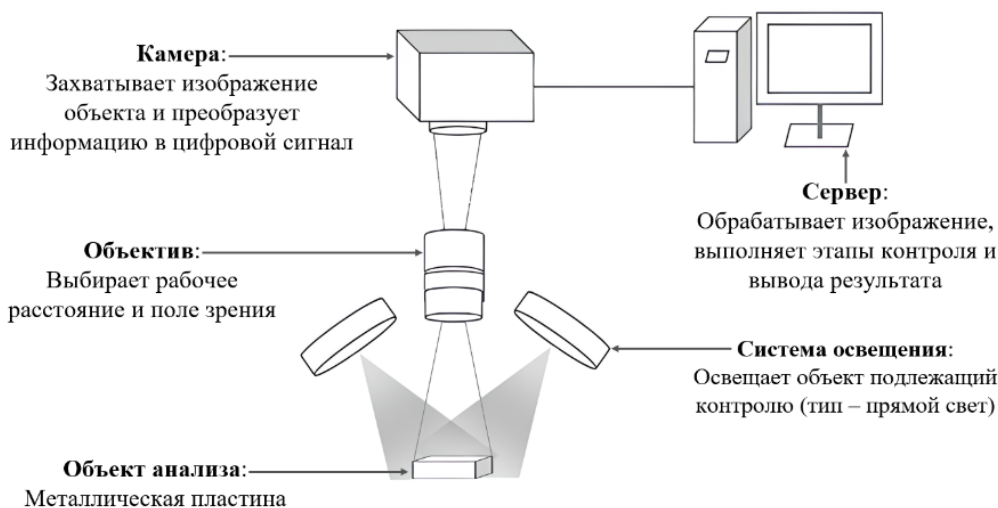 Камера:
Захватывает изображение
объекта и преобразует
информацию в цифровой сигнал
Сервер:
Обрабатывает изображение,
выполняет этапы контроля и
вывода результата
Объектив:
Выбирает рабочее
расстояние и поле зрения
Система освещения:
Освещает объект подлежащий
контролю (тип – прямой свет)
Объект анализа:
Металлическая пластина